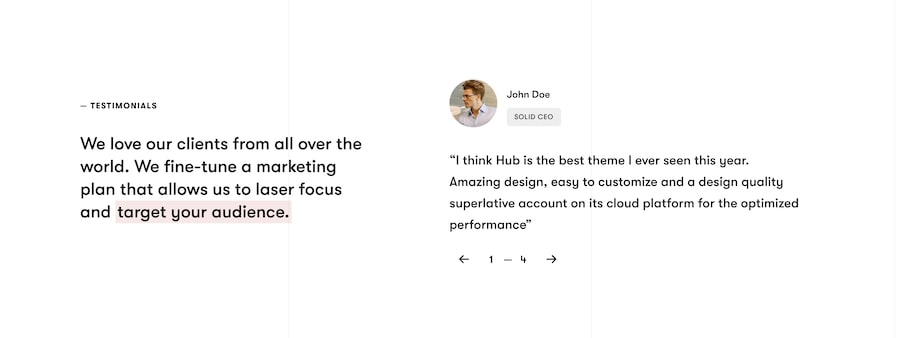 — TESTIMONIALS
We love our clients from all over the
world. We fine-tune a marketing
plan that allows us to laser focus
and target your audience.
John Doe
SOLID CEO
“I think Hub is the best theme I ever seen this year.
Amazing design, easy to customize and a design quality
superlative account on its cloud platform for the optimized
performance”
← 1 — 4 →